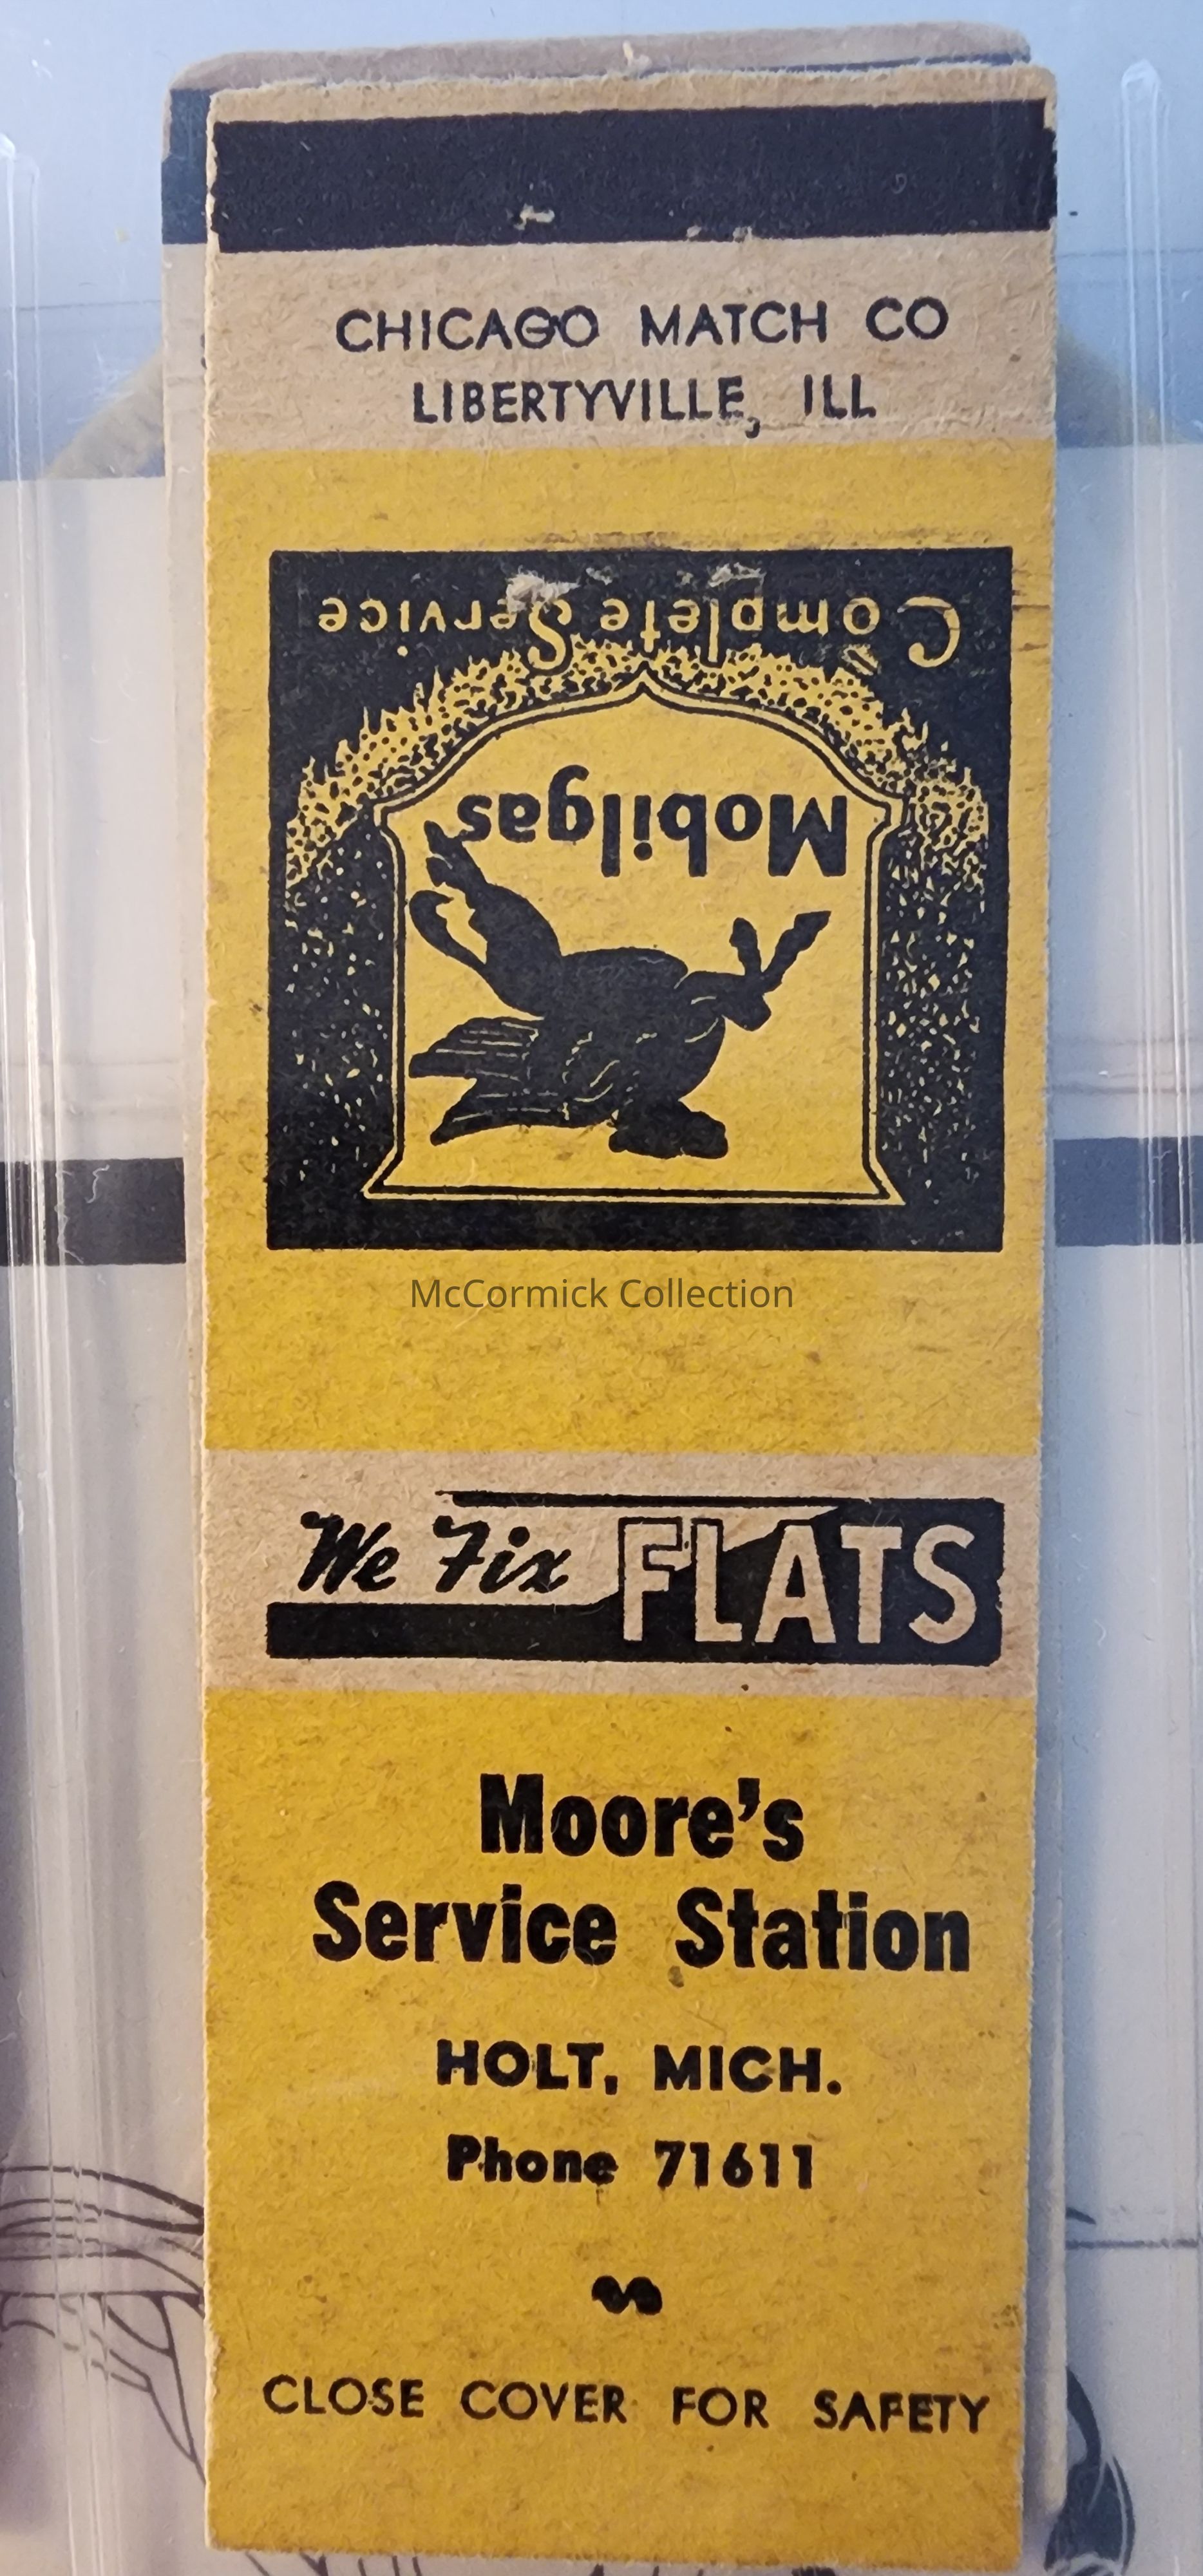 CHICAGO MATCH CO
LIBERTYVILLE, ILL
Complete Service
Mobilgas
McCormick Collection
We Fix FLATS
Moore's
Service Station
HOLT, MICH.
Phone 71611
CLOSE COVER FOR SAFETY